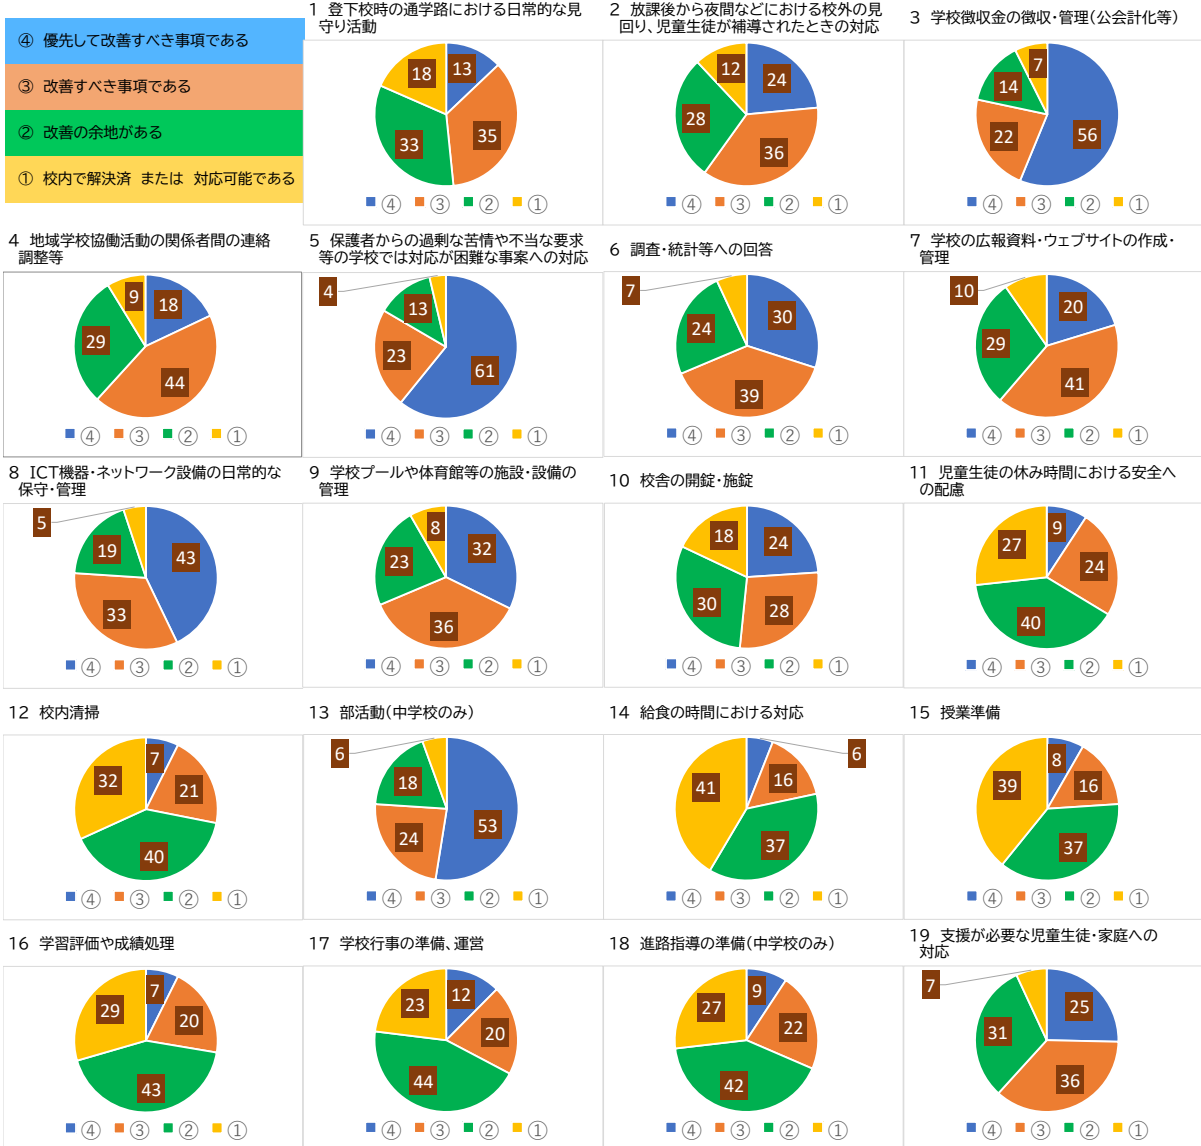 ④ 優先して改善すべき事項である
③ 改善すべき事項である
② 改善の余地がある
① 校内で解決済 または 対応可能である
1 登下校時の通学路における日常的な見
守り活動
13
35
33
18
④ ③ ② ①
2 放課後から夜間などにおける校外の見
回り、児童生徒が補導されたときの対応
24
36
28
12
④ ③ ② ①
3 学校徴収金の徴収・管理(公会計化等)
56
22
14
7
④ ③ ② ①
4 地域学校協働活動の関係者間の連絡
調整等
18
44
29
9
④ ③ ② ①
5 保護者からの過剰な苦情や不当な要求
等の学校では対応が困難な事案への対応
61
23
13
4
④ ③ ② ①
6 調査・統計等への回答
30
39
24
7
④ ③ ② ①
7 学校の広報資料・ウェブサイトの作成・
管理
20
41
29
10
④ ③ ② ①
8 ICT機器・ネットワーク設備の日常的な
保守・管理
43
33
19
5
④ ③ ② ①
9 学校プールや体育館等の施設・設備の
管理
32
36
23
8
④ ③ ② ①
10 校舎の開錠・施錠
24
28
30
18
④ ③ ② ①
11 児童生徒の休み時間における安全へ
の配慮
9
24
40
27
④ ③ ② ①
12 校内清掃
7
21
40
32
④ ③ ② ①
13 部活動(中学校のみ)
53
24
18
6
④ ③ ② ①
14 給食の時間における対応
6
16
37
41
④ ③ ② ①
15 授業準備
8
16
37
39
④ ③ ② ①
16 学習評価や成績処理
7
20
43
29
④ ③ ② ①
17 学校行事の準備、運営
12
20
44
23
④ ③ ② ①
18 進路指導の準備(中学校のみ)
9
22
42
27
④ ③ ② ①
19 支援が必要な児童生徒・家庭への
対応
25
36
31
7
④ ③ ② ①